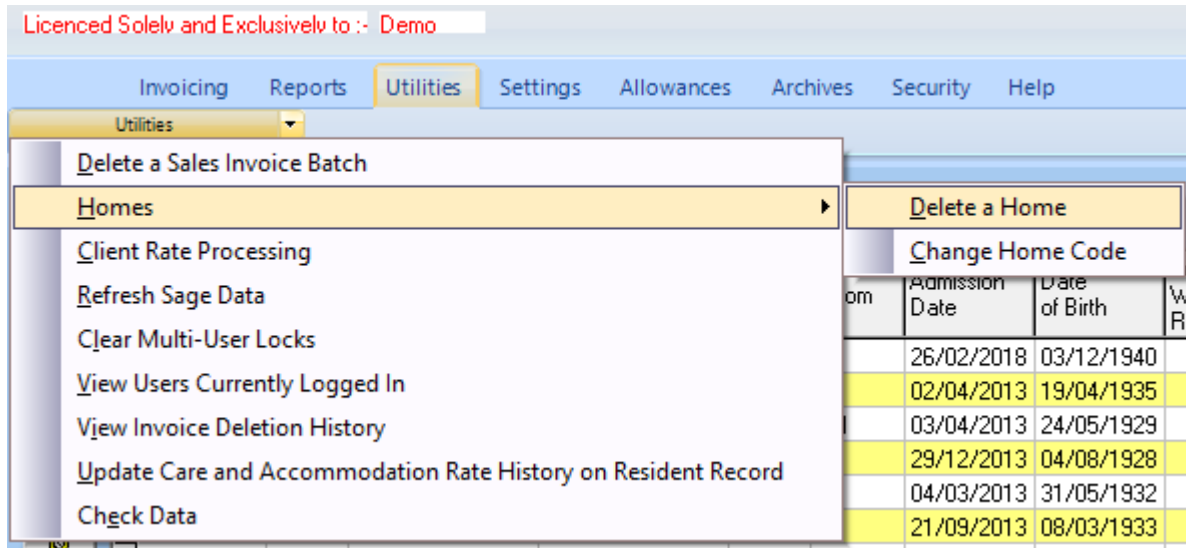 Licenced Solely and Exclusively to :- Demo
Invoicing Reports Utilities Settings Allowances Archives Security Help
Utilities
Delete a Sales Invoice Batch
Homes
Delete a Home
Client Rate Processing
Change Home Code
Refresh Sage Data
om
Admission Date
Date of Birth
Clear Multi-User Locks
26/02/2018 03/12/1940
View Users Currently Logged In
02/04/2013 19/04/1935
View Invoice Deletion History
03/04/2013 24/05/1929
Update Care and Accommodation Rate History on Resident Record
29/12/2013 04/08/1928
04/03/2013 31/05/1932
Check Data
21/09/2013 08/03/1933